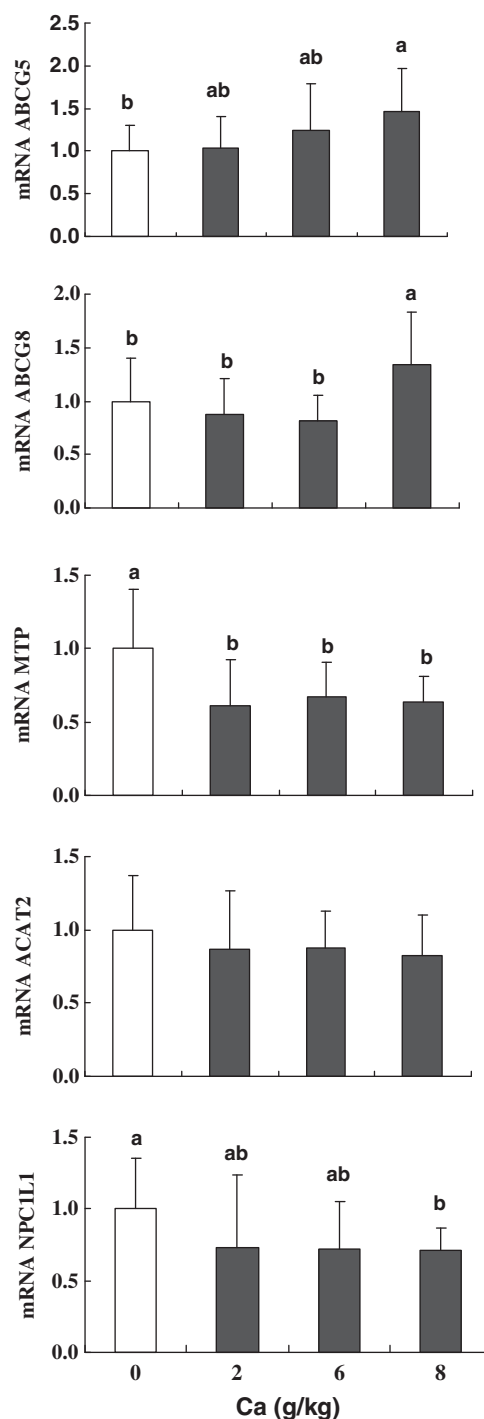 mRNA ABCG5
2.5
2.0
1.5
1.0
0.5
0.0
b ab ab a
mRNA ABCG8
2.0
1.5
1.0
0.5
0.0
b b b a
mRNA MTP
1.5
1.0
0.5
0.0
a b b b
mRNA ACAT2
1.5
1.0
0.5
0.0
mRNA NPC1L1
1.5
1.0
0.5
0.0
a ab ab b
0 2 6 8
Ca (g/kg)